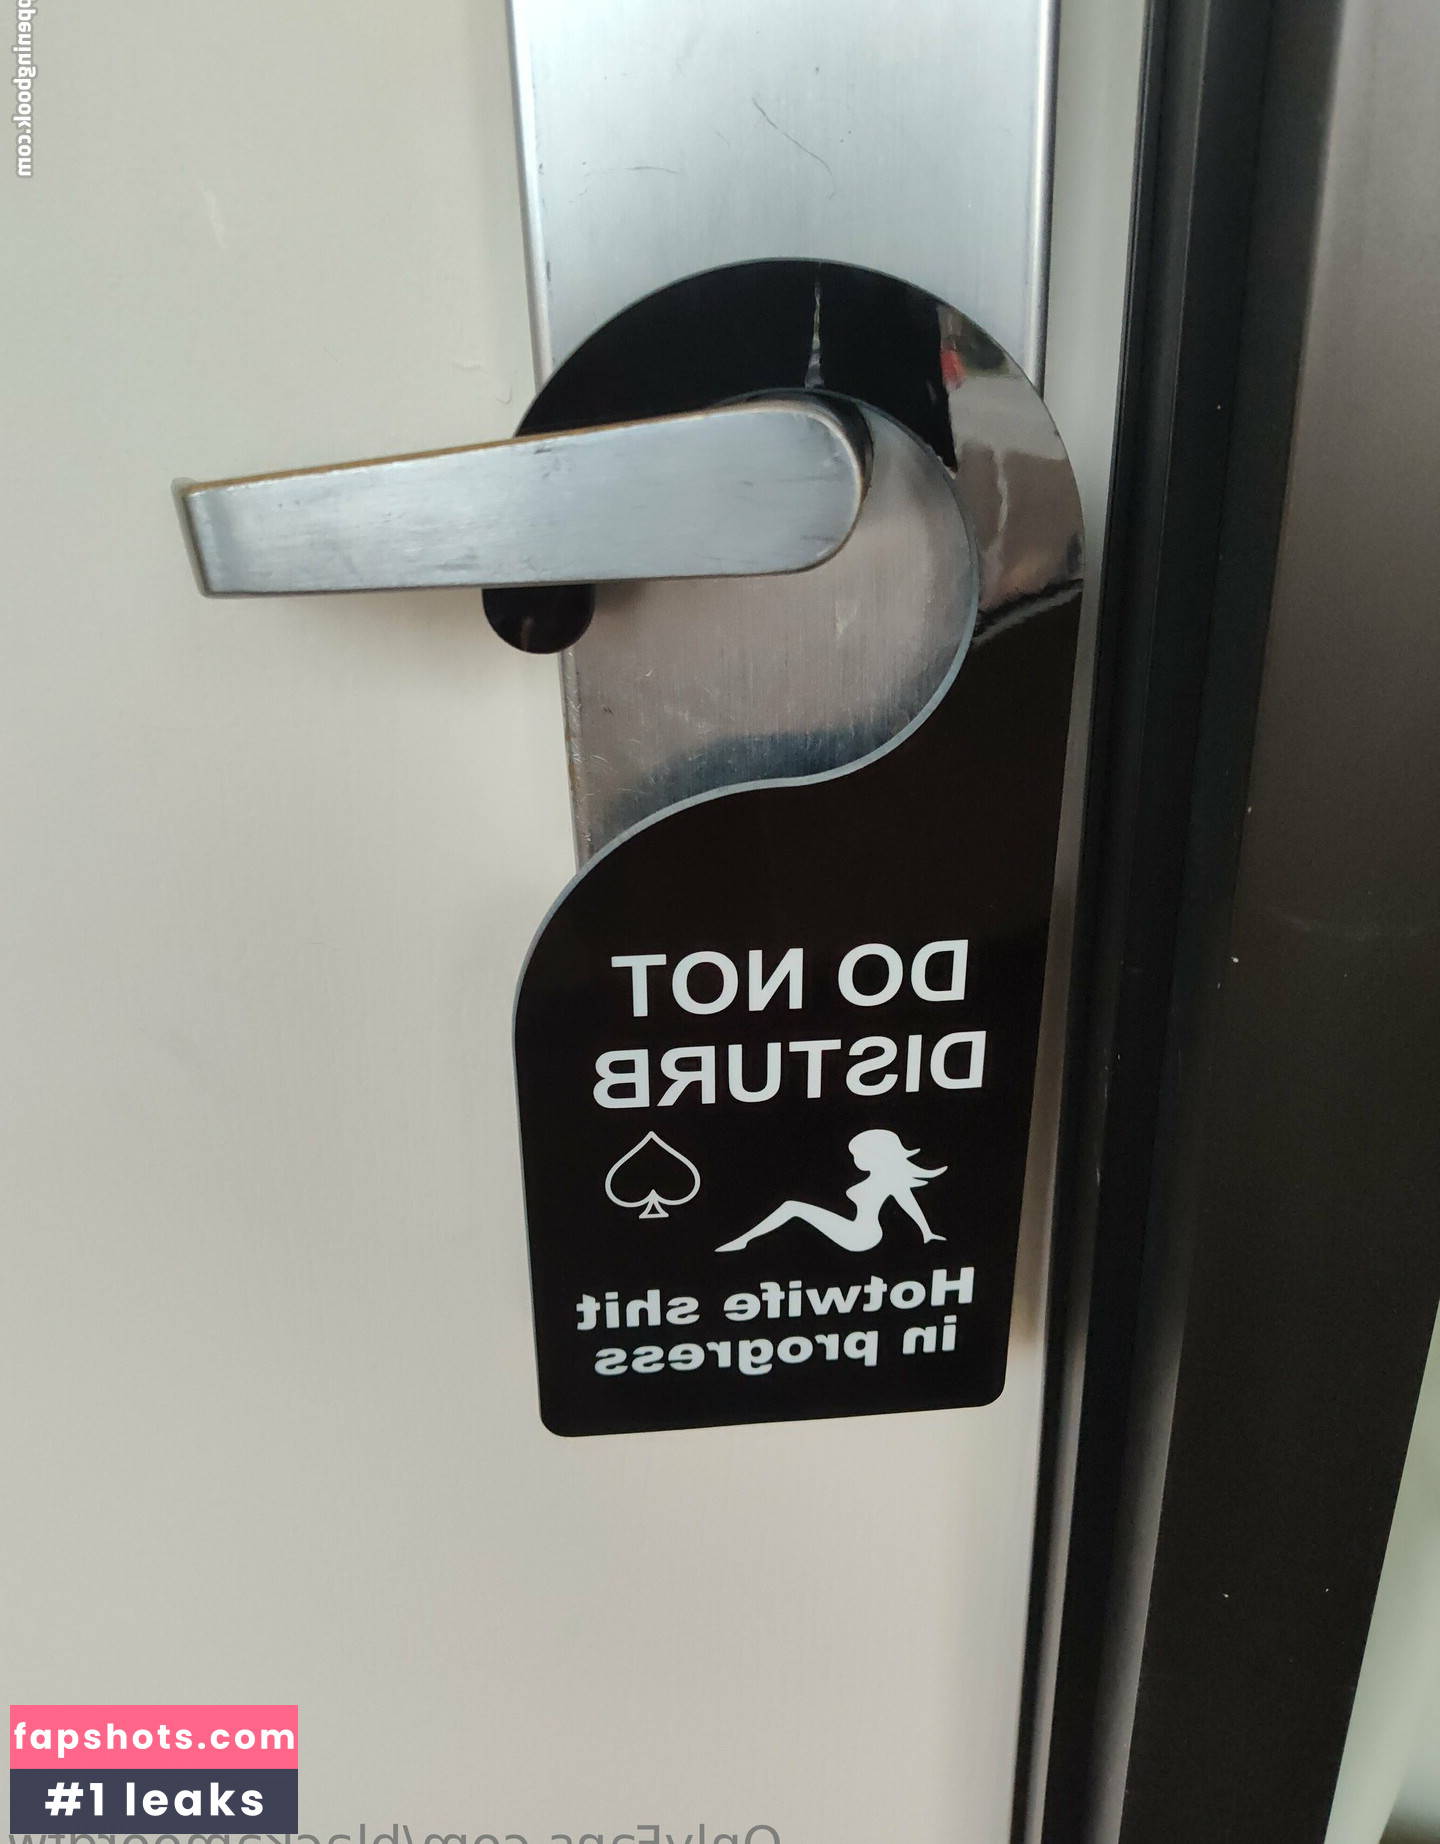 DO NOT
DISTURB
Hotwife shit
in progress
fapshots.com
#1 leaks